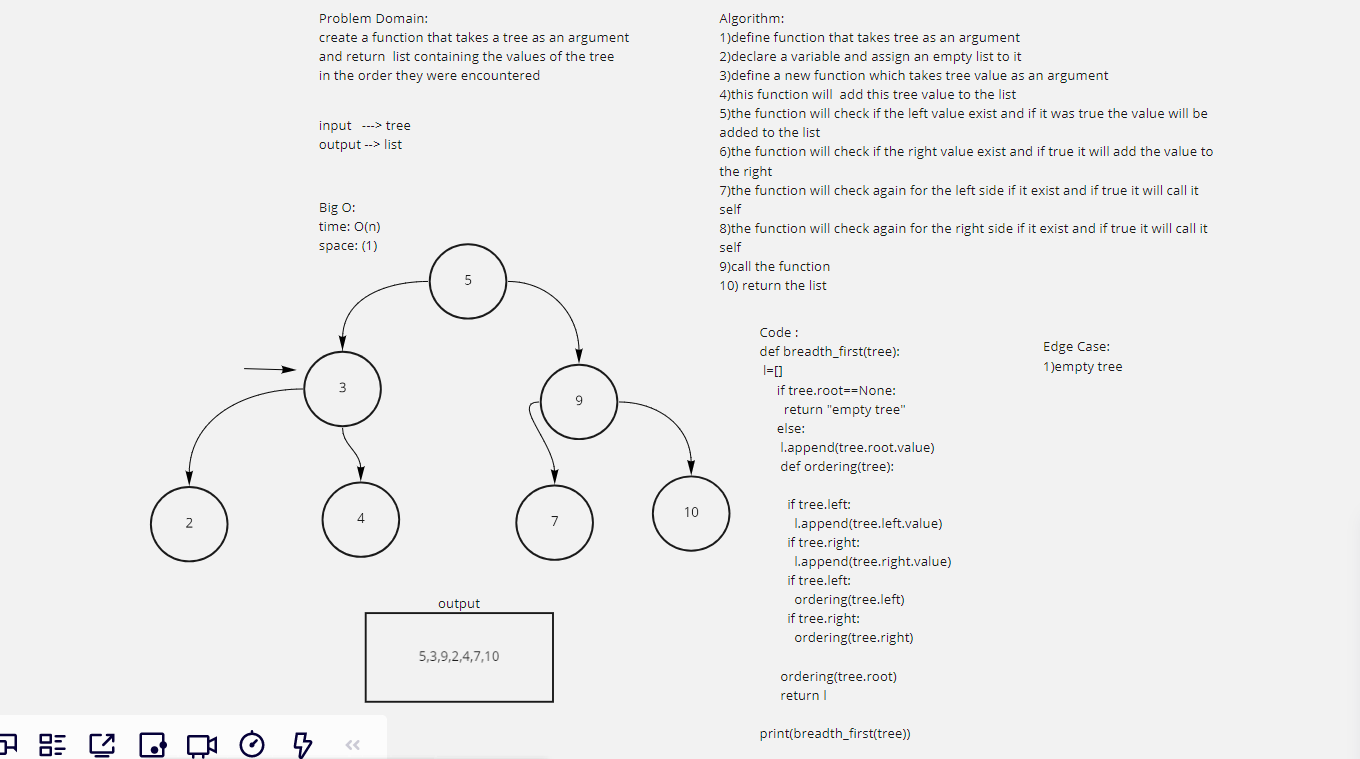 Problem Domain:
create a function that takes a tree as an argument
and return list containing the values of the tree
in the order they were encountered
input ---> tree
output --> list
Big O:
time: O(n)
space: (1)
5
3
9
2
4
7
10
output
5,3,9,2,4,7,10
Algorithm:
1)define function that takes tree as an argument
2)declare a variable and assign an empty list to it
3)define a new function which takes tree value as an argument
4)this function will add this tree value to the list
5)the function will check if the left value exist and if it was true the value will be
added to the list
6)the function will check if the right value exist and if true it will add the value to
the right
7)the function will check again for the left side if it exist and if true it will call it
self
8)the function will check again for the right side if it exist and if true it will call it
self
9)call the function
10) return the list
Code :
def breadth_first(tree):
l=[]
if tree.root==None:
return "empty tree"
else:
l.append(tree.root.value)
def ordering(tree):
if tree.left:
l.append(tree.left.value)
if tree.right:
l.append(tree.right.value)
if tree.left:
ordering(tree.left)
if tree.right:
ordering(tree.right)
ordering(tree.root)
return l
print(breadth_first(tree))
Edge Case:
1)empty tree